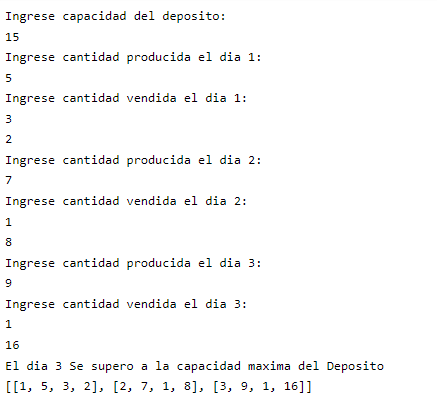 Ingrese capacidad del deposito:
15
Ingrese cantidad producida el dia 1:
5
Ingrese cantidad vendida el dia 1:
3
2
Ingrese cantidad producida el dia 2:
7
Ingrese cantidad vendida el dia 2:
1
8
Ingrese cantidad producida el dia 3:
9
Ingrese cantidad vendida el dia 3:
1
16
El dia 3 Se supero a la capacidad maxima del Deposito
[[1, 5, 3, 2], [2, 7, 1, 8], [3, 9, 1, 16]]